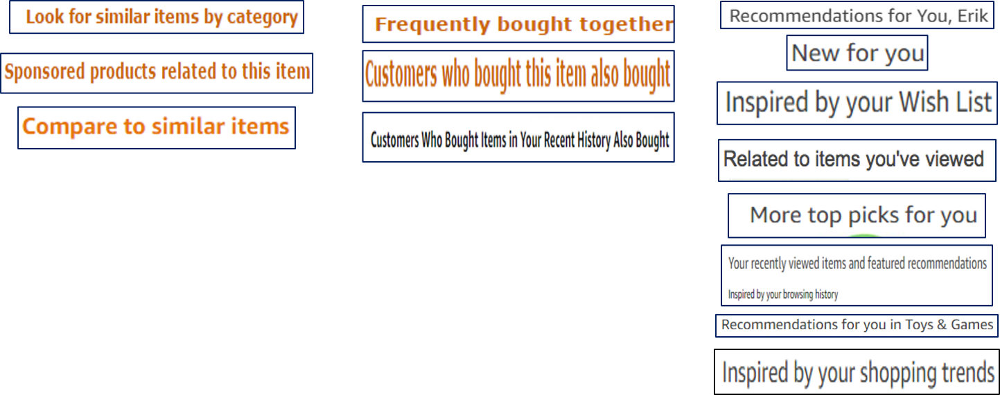 Look for similar items by category
Sponsored products related to this item
Compare to similar items
Frequently bought together
Customers who bought this item also bought
Customers Who Bought Items in Your Recent History Also Bought
Recommendations for You, Erik
New for you
Inspired by your Wish List
Related to items you've viewed
More top picks for you
Your recently viewed items and featured recommendations
Inspired by your browsing history
Recommendations for you in Toys & Games
Inspired by your shopping trends